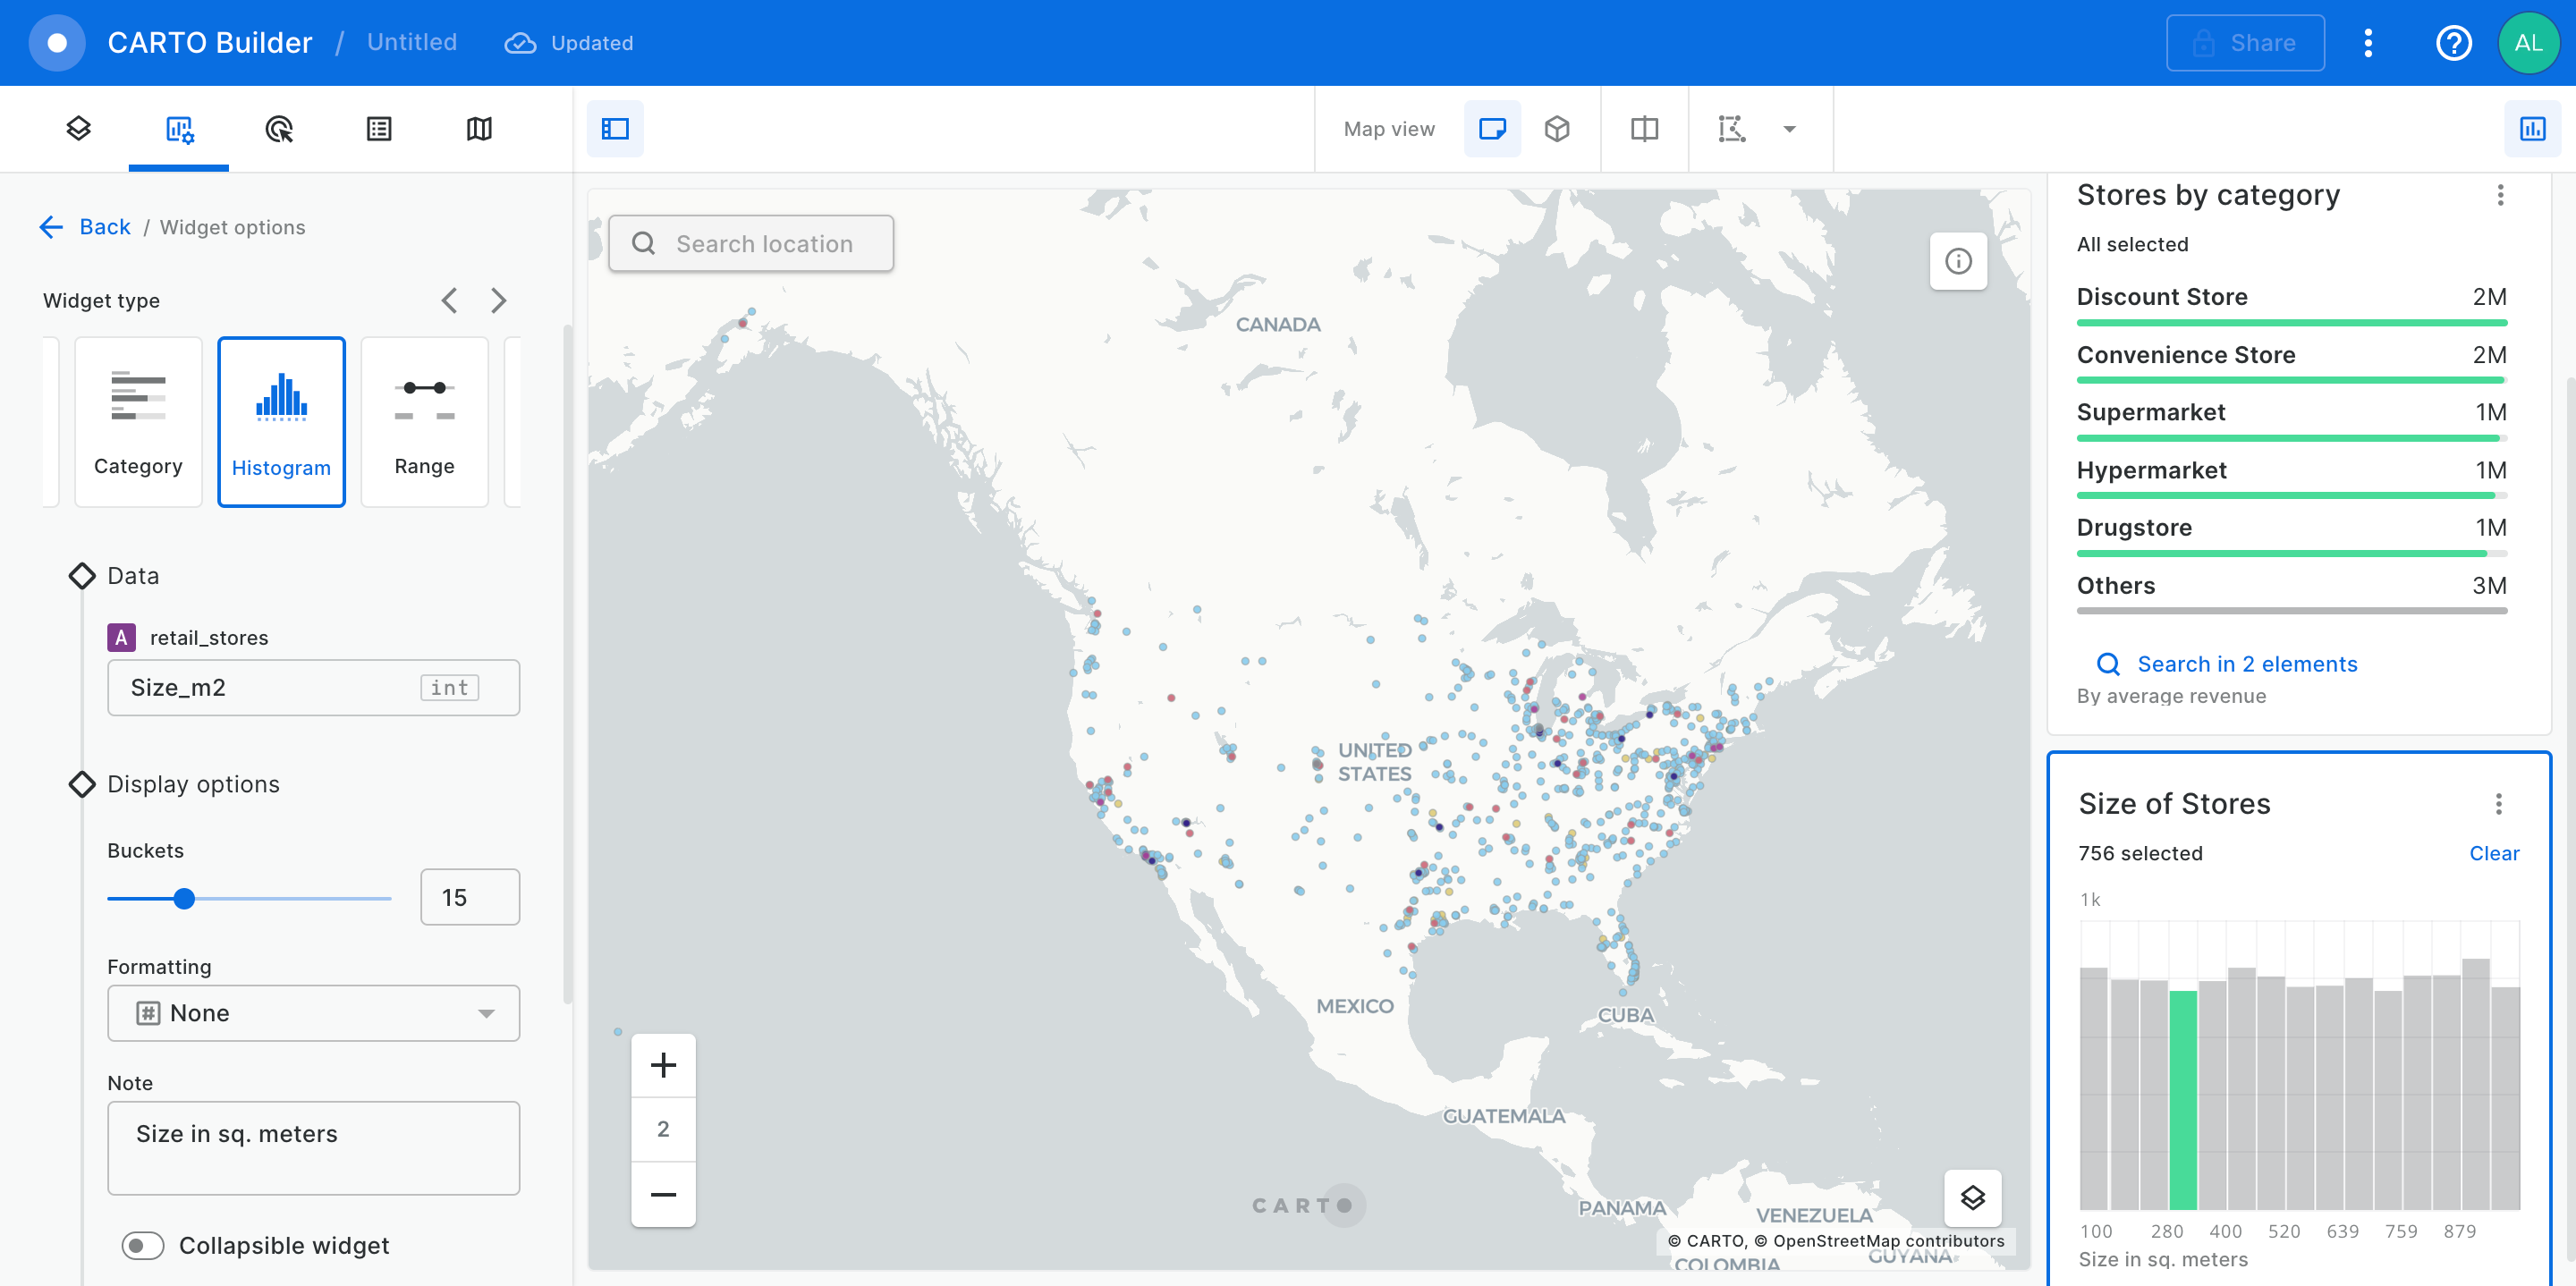 CARTO Builder / Untitled Updated
Share
AL
Map view
Back / Widget options
Widget type
Category
Histogram
Range
Data
A retail_stores
Size_m2 int
Display options
Buckets
15
Formatting
None
Note
Size in sq. meters
Collapsible widget
Search location
CANADA
UNITED
STATES
MEXICO
CUBA
GUATEMALA
PANAMA
VENEZUELA
COLOMBIA
GUYANA
2
CARTO
© CARTO, © OpenStreetMap contributors
Stores by category
All selected
Discount Store 2M
Convenience Store 2M
Supermarket 1M
Hypermarket 1M
Drugstore 1M
Others 3M
Search in 2 elements
By average revenue
Size of Stores
756 selected Clear
1k
100 280 400 520 639 759 879
Size in sq. meters